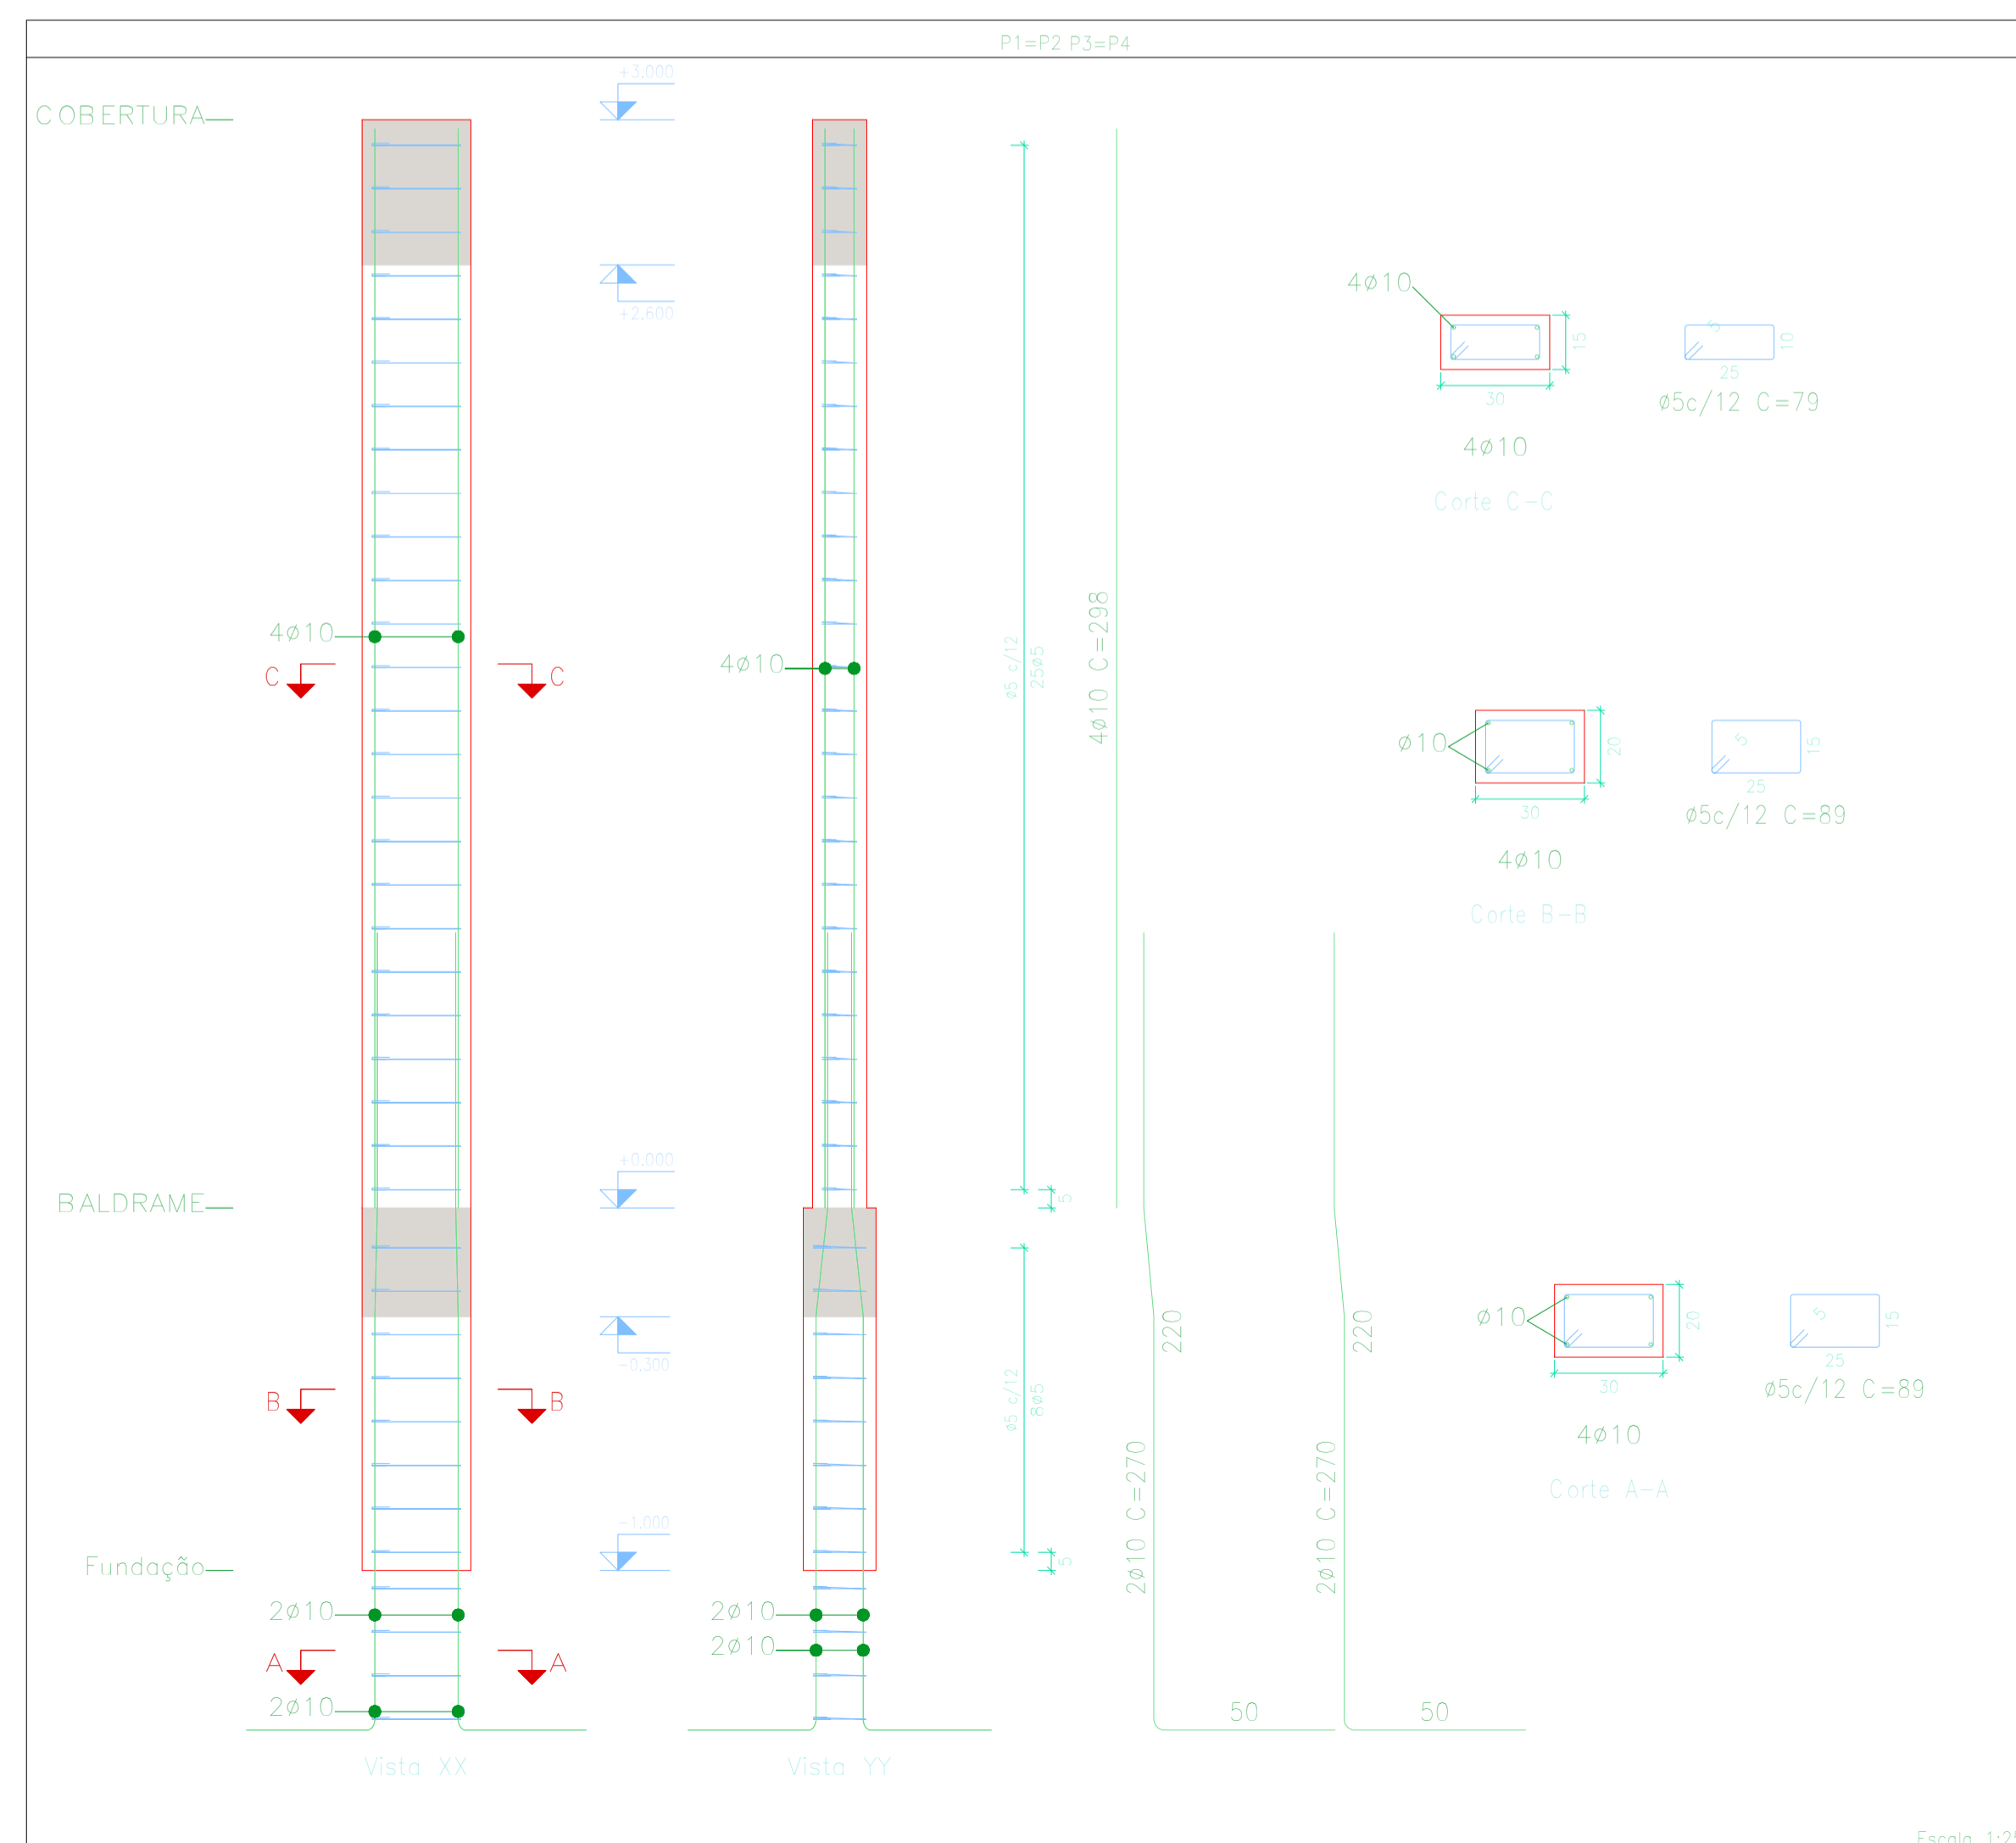 P1=P2 P3=P4
+3.000
COBERTURA
+2.600
4ø10
15
30
4ø10
Corte C-C
5
10
25
ø5c/12 C=79
4ø10
C
C
4ø10
ø5 c/12
25ø5
4ø10 C=298
ø10
20
30
4ø10
Corte B-B
5
15
25
ø5c/12 C=89
+0.000
BALDRAME
5
-0.300
B
B
ø5 c/12
8ø5
220
220
2ø10 C=270
2ø10 C=270
ø10
20
30
4ø10
Corte A-A
5
15
25
ø5c/12 C=89
-1.000
Fundação
5
2ø10
2ø10
2ø10
A
A
2ø10
50
50
Vista XX
Vista YY